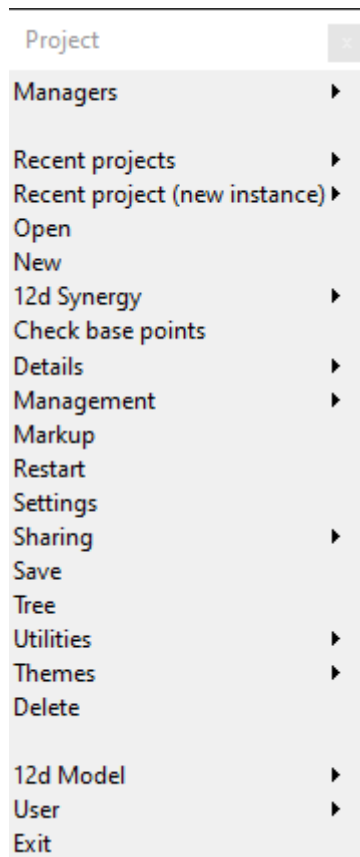 Project
x
Managers
Recent projects
Recent project (new instance)
Open
New
12d Synergy
Check base points
Details
Management
Markup
Restart
Settings
Sharing
Save
Tree
Utilities
Themes
Delete
12d Model
User
Exit